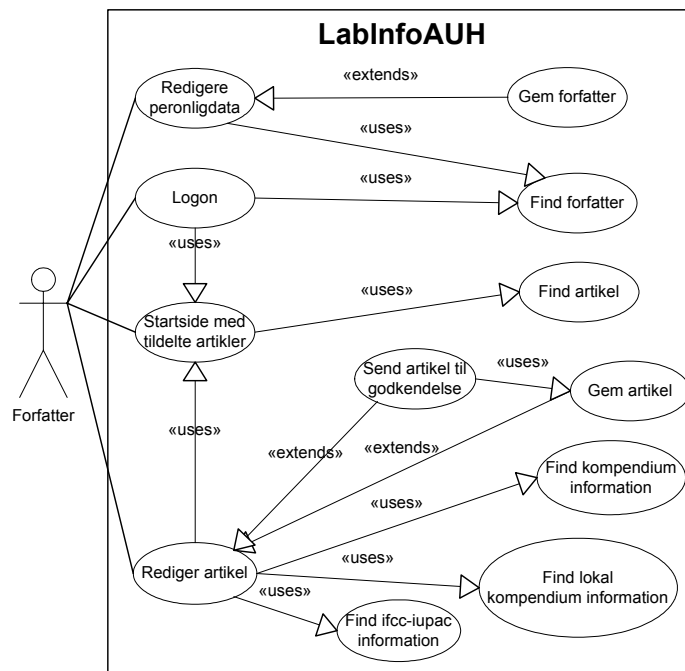 LabInfoAUH
Redigere
peronligdata
«extends»
Gem forfatter
«uses»
Logon
«uses»
Find forfatter
«uses»
Startside med
tildelte artikler
«uses»
Find artikel
Forfatter
Send artikel til
godkendelse
«uses»
Gem artikel
«uses»
«extends»
«extends»
Find kompendium
information
«uses»
Rediger artikel
«uses»
Find lokal
kompendium information
«uses»
Find ifcc-iupac
information